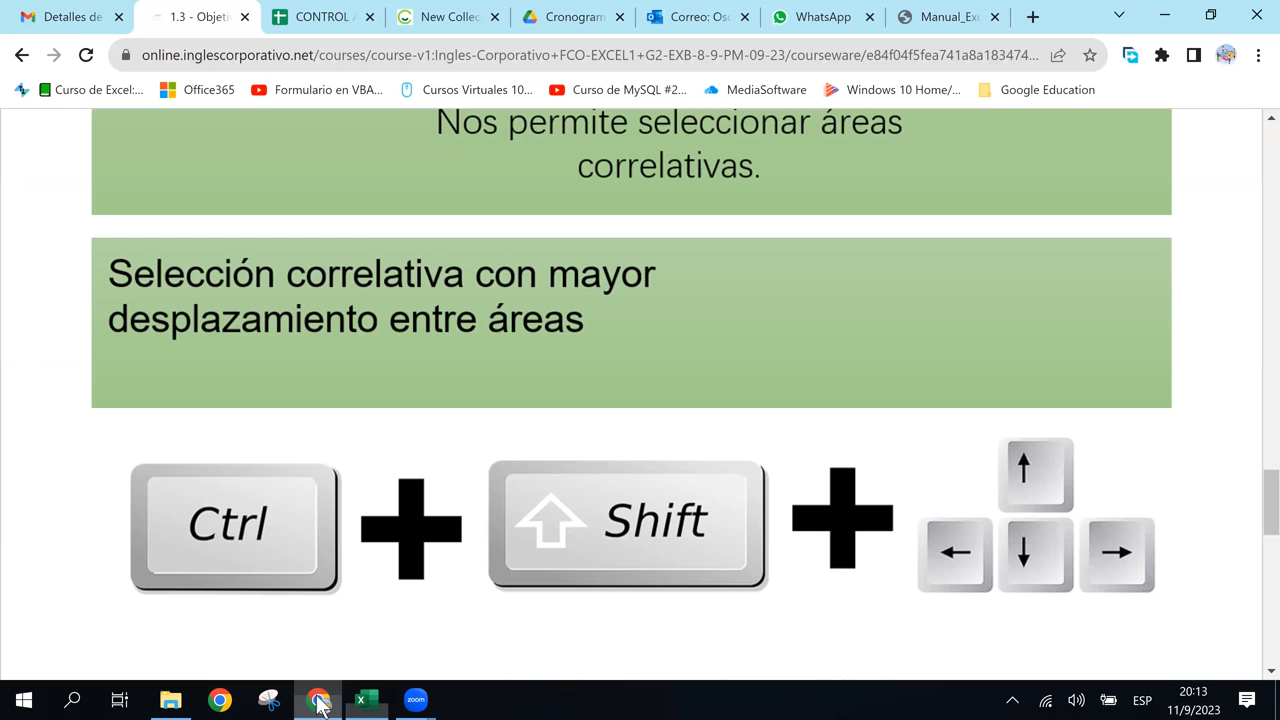 Detalles de
1.3 - Objeti
CONTROL A
New Collec
Cronogram
Correo: Osc
WhatsApp
Manual_Exc
online.inglescorporativo.net/courses/course-v1:Ingles-Corporativo+FCO-EXCEL1+G2-EXB-8-9-PM-09-23/courseware/e84f04f5fea741a8a183474...
Curso de Excel:...
Office365
Formulario en VBA...
Cursos Virtuales 10...
Curso de MySQL #2...
MediaSoftware
Windows 10 Home/...
Google Education
Nos permite seleccionar áreas
correlativas.
Selección correlativa con mayor
desplazamiento entre áreas
Ctrl
Shift
zoom
ESP
20:13
11/9/2023